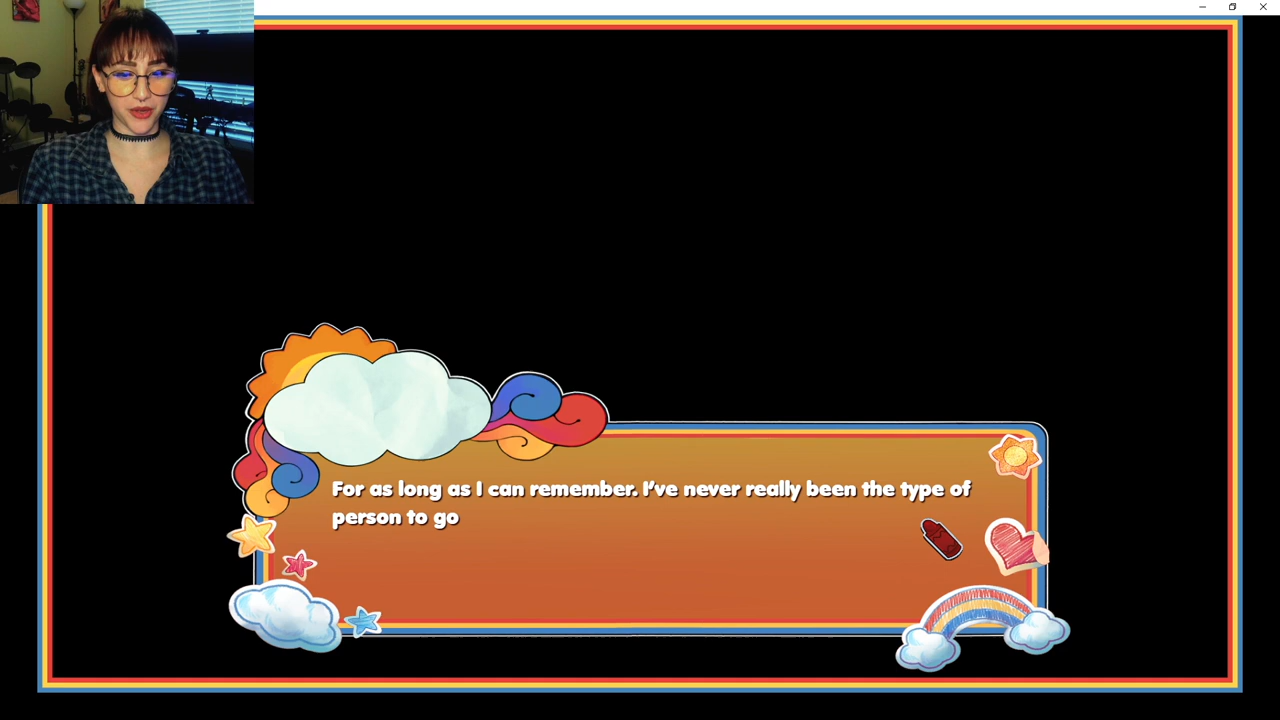 For as long as I can remember. I've never really been the type of
person to go